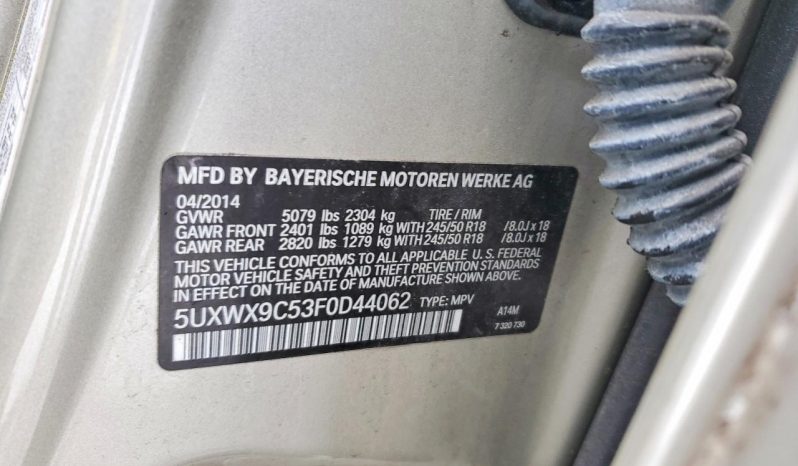 MFD BY BAYERISCHE MOTOREN WERKE AG
04/2014
GVWR 5079 lbs 2304 kg TIRE / RIM
GAWR FRONT 2401 lbs 1089 kg WITH 245/50 R18 /8.0J x 18
GAWR REAR 2820 lbs 1279 kg WITH 245/50 R18 /8.0J x 18
THIS VEHICLE CONFORMS TO ALL APPLICABLE U. S. FEDERAL
MOTOR VEHICLE SAFETY AND THEFT PREVENTION STANDARDS
IN EFFECT ON THE DATE OF MANUFACTURE SHOWN ABOVE.
5UXWX9C53F0D44062 TYPE: MPV A14M
7 320 730